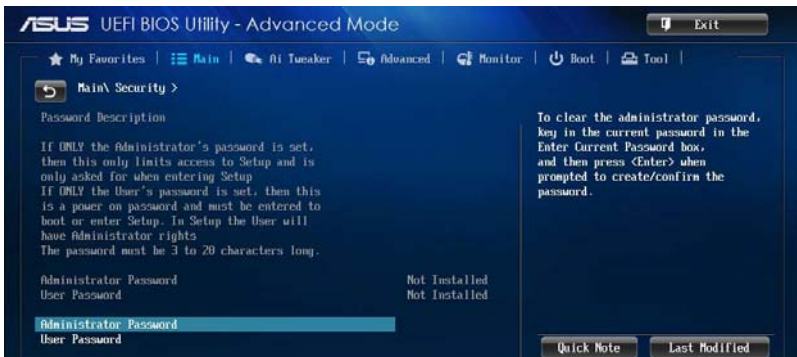 ASUS UEFI BIOS Utility - Advanced Mode
Exit
My Favorites | Main | Ai Tweaker | Advanced | Monitor | Boot | Tool |
Main\ Security >
Password Description
If ONLY the Administrator's password is set,
then this only limits access to Setup and is
only asked for when entering Setup
If ONLY the User's password is set, then this
is a power on password and must be entered to
boot or enter Setup. In Setup the User will
have Administrator rights
The password must be 3 to 20 characters long.
Administrator Password Not Installed
User Password Not Installed
Administrator Password
User Password
To clear the administrator password,
key in the current password in the
Enter Current Password box,
and then press <Enter> when
prompted to create/confirm the
password.
Quick Note
Last Modified